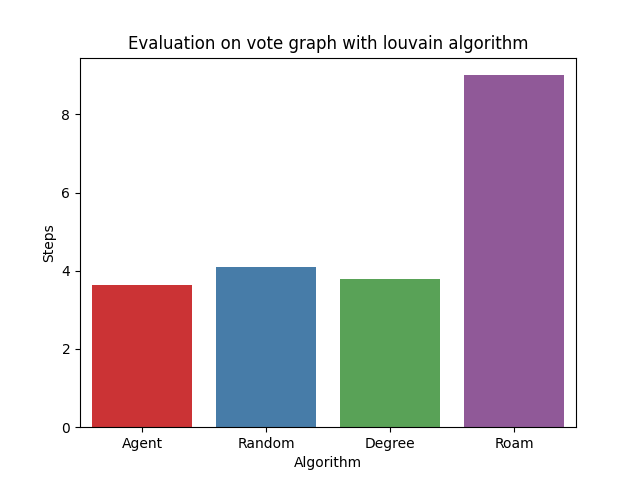 Evaluation on vote graph with louvain algorithm
8
6
4
2
0
Steps
Agent Random Degree Roam
Algorithm